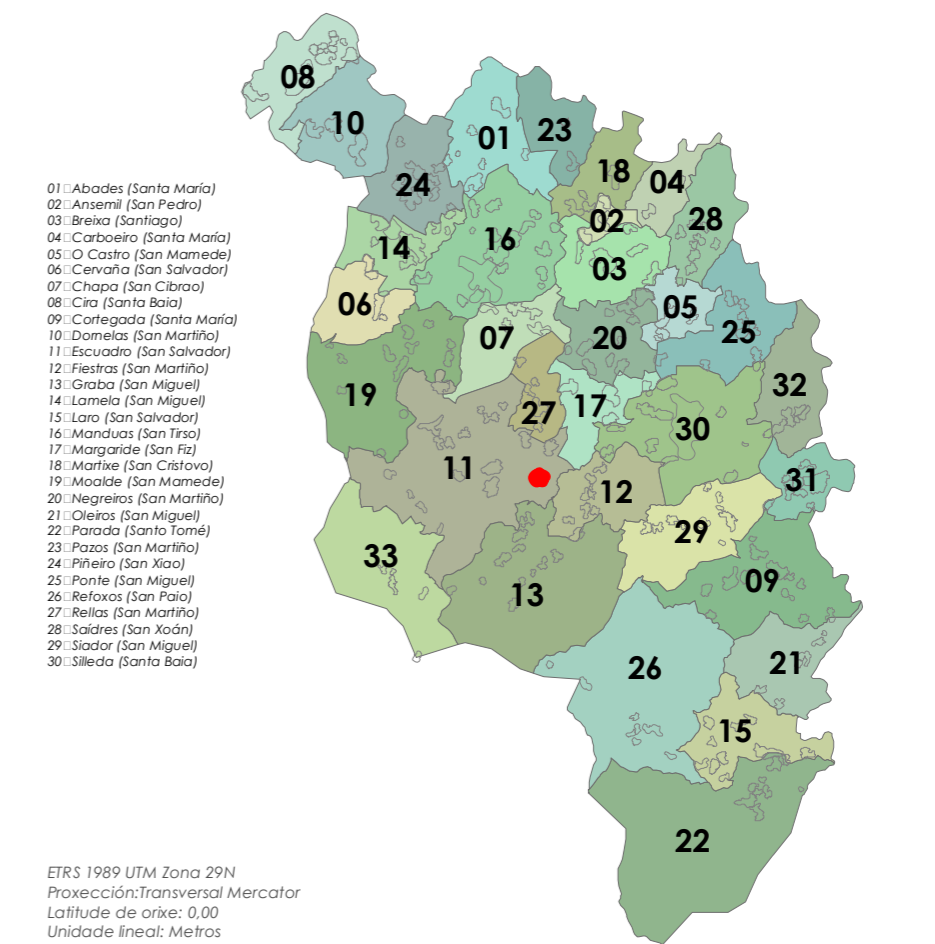 08
10
01
23
18
04
24
02
28
14
16
03
06
05
07
20
25
19
32
27
17
30
11
12
31
29
33
13
09
26
21
15
22
01 Abades (Santa María)
02 Ansemil (San Pedro)
03 Breixa (Santiago)
04 Carboeiro (Santa María)
05 O Castro (San Mamede)
06 Cervaña (San Salvador)
07 Chapa (San Cibrao)
08 Cira (Santa Baia)
09 Cortegada (Santa María)
10 Dornelas (San Martiño)
11 Escuadro (San Salvador)
12 Fiestras (San Martiño)
13 Graba (San Miguel)
14 Lamela (San Miguel)
15 Laro (San Salvador)
16 Manduas (San Tirso)
17 Margaride (San Fiz)
18 Martixe (San Cristovo)
19 Moalde (San Mamede)
20 Negreiros (San Martiño)
21 Oleiros (San Miguel)
22 Parada (Santo Tomé)
23 Pazos (San Martiño)
24 Piñeiro (San Xiao)
25 Ponte (San Miguel)
26 Refoxos (San Paio)
27 Rellas (San Martiño)
28 Saídres (San Xoán)
29 Siador (San Miguel)
30 Silleda (Santa Baia)
ETRS 1989 UTM Zona 29N
Proxección:Transversal Mercator
Latitude de orixe: 0,00
Unidade lineal: Metros